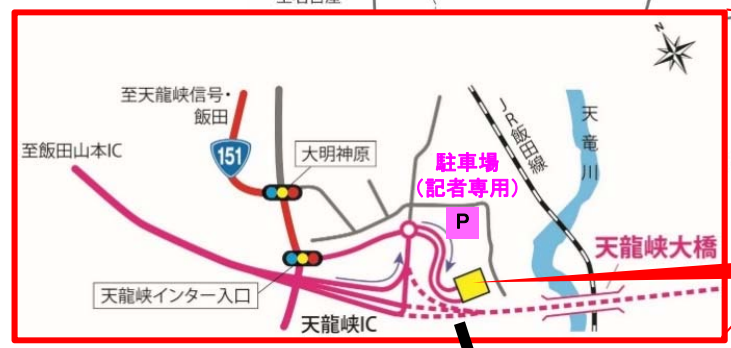 N
至天龍峡信号・
飯田
至飯田山本IC
151
大明神原
JR飯田線
天竜川
駐車場
（記者専用）
P
天龍峡大橋
天龍峡インター入口
天龍峡IC